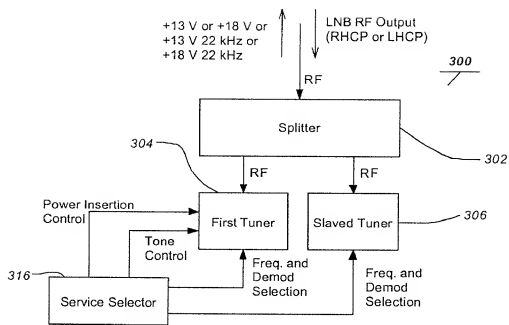 +13 V or +18 V or
+13 V 22 kHz or
+18 V 22 kHz
LNB RF Output
(RHCP or LHCP)
300
RF
Splitter
302
304
RF
RF
Power Insertion
Control
First Tuner
Slaved Tuner
306
Tone
Control
316
Freq. and
Demod
Selection
Freq. and
Demod
Selection
Service Selector